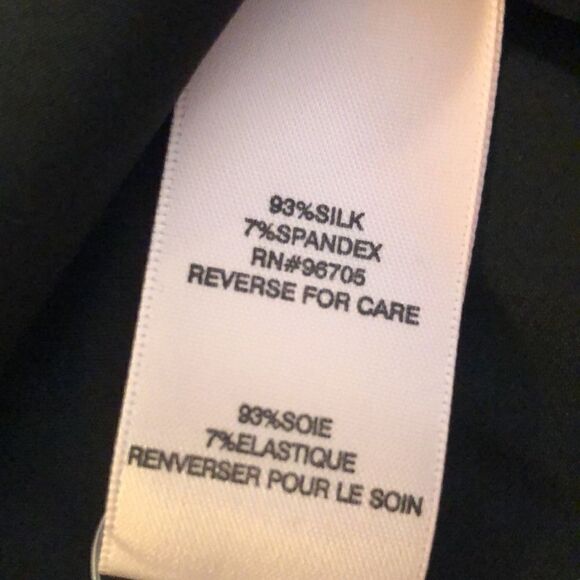 93%SILK
7%SPANDEX
RN#96705
REVERSE FOR CARE
93%SOIE
7%ELASTIQUE
RENVERSER POUR LE SOIN